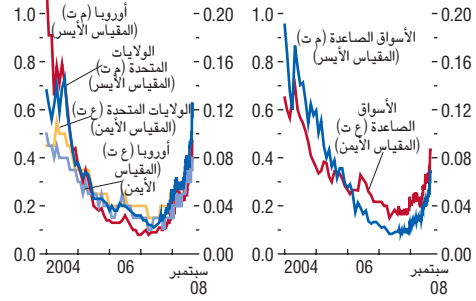 أوروبا (م ت)
(المقياس الأيسر)
الولايات
المتحدة (م ت)
(المقياس الأيسر)
الولايات المتحدة (ع ت)
(المقياس الأيمن)
أوروبا (ع ت)
(المقياس
الأيمن)
1.0
0.8
0.6
0.4
0.2
0.0
0.20
0.16
0.12
0.08
0.04
0.00
2004
06
سبتمبر
08
الأسواق الصاعدة (م ت)
(المقياس الأيسر)
الأسواق
الصاعدة (ع ت)
(المقياس الأيمن)
1.0
0.8
0.6
0.4
0.2
0.0
0.20
0.16
0.12
0.08
0.04
0.00
2004
06
سبتمبر
08